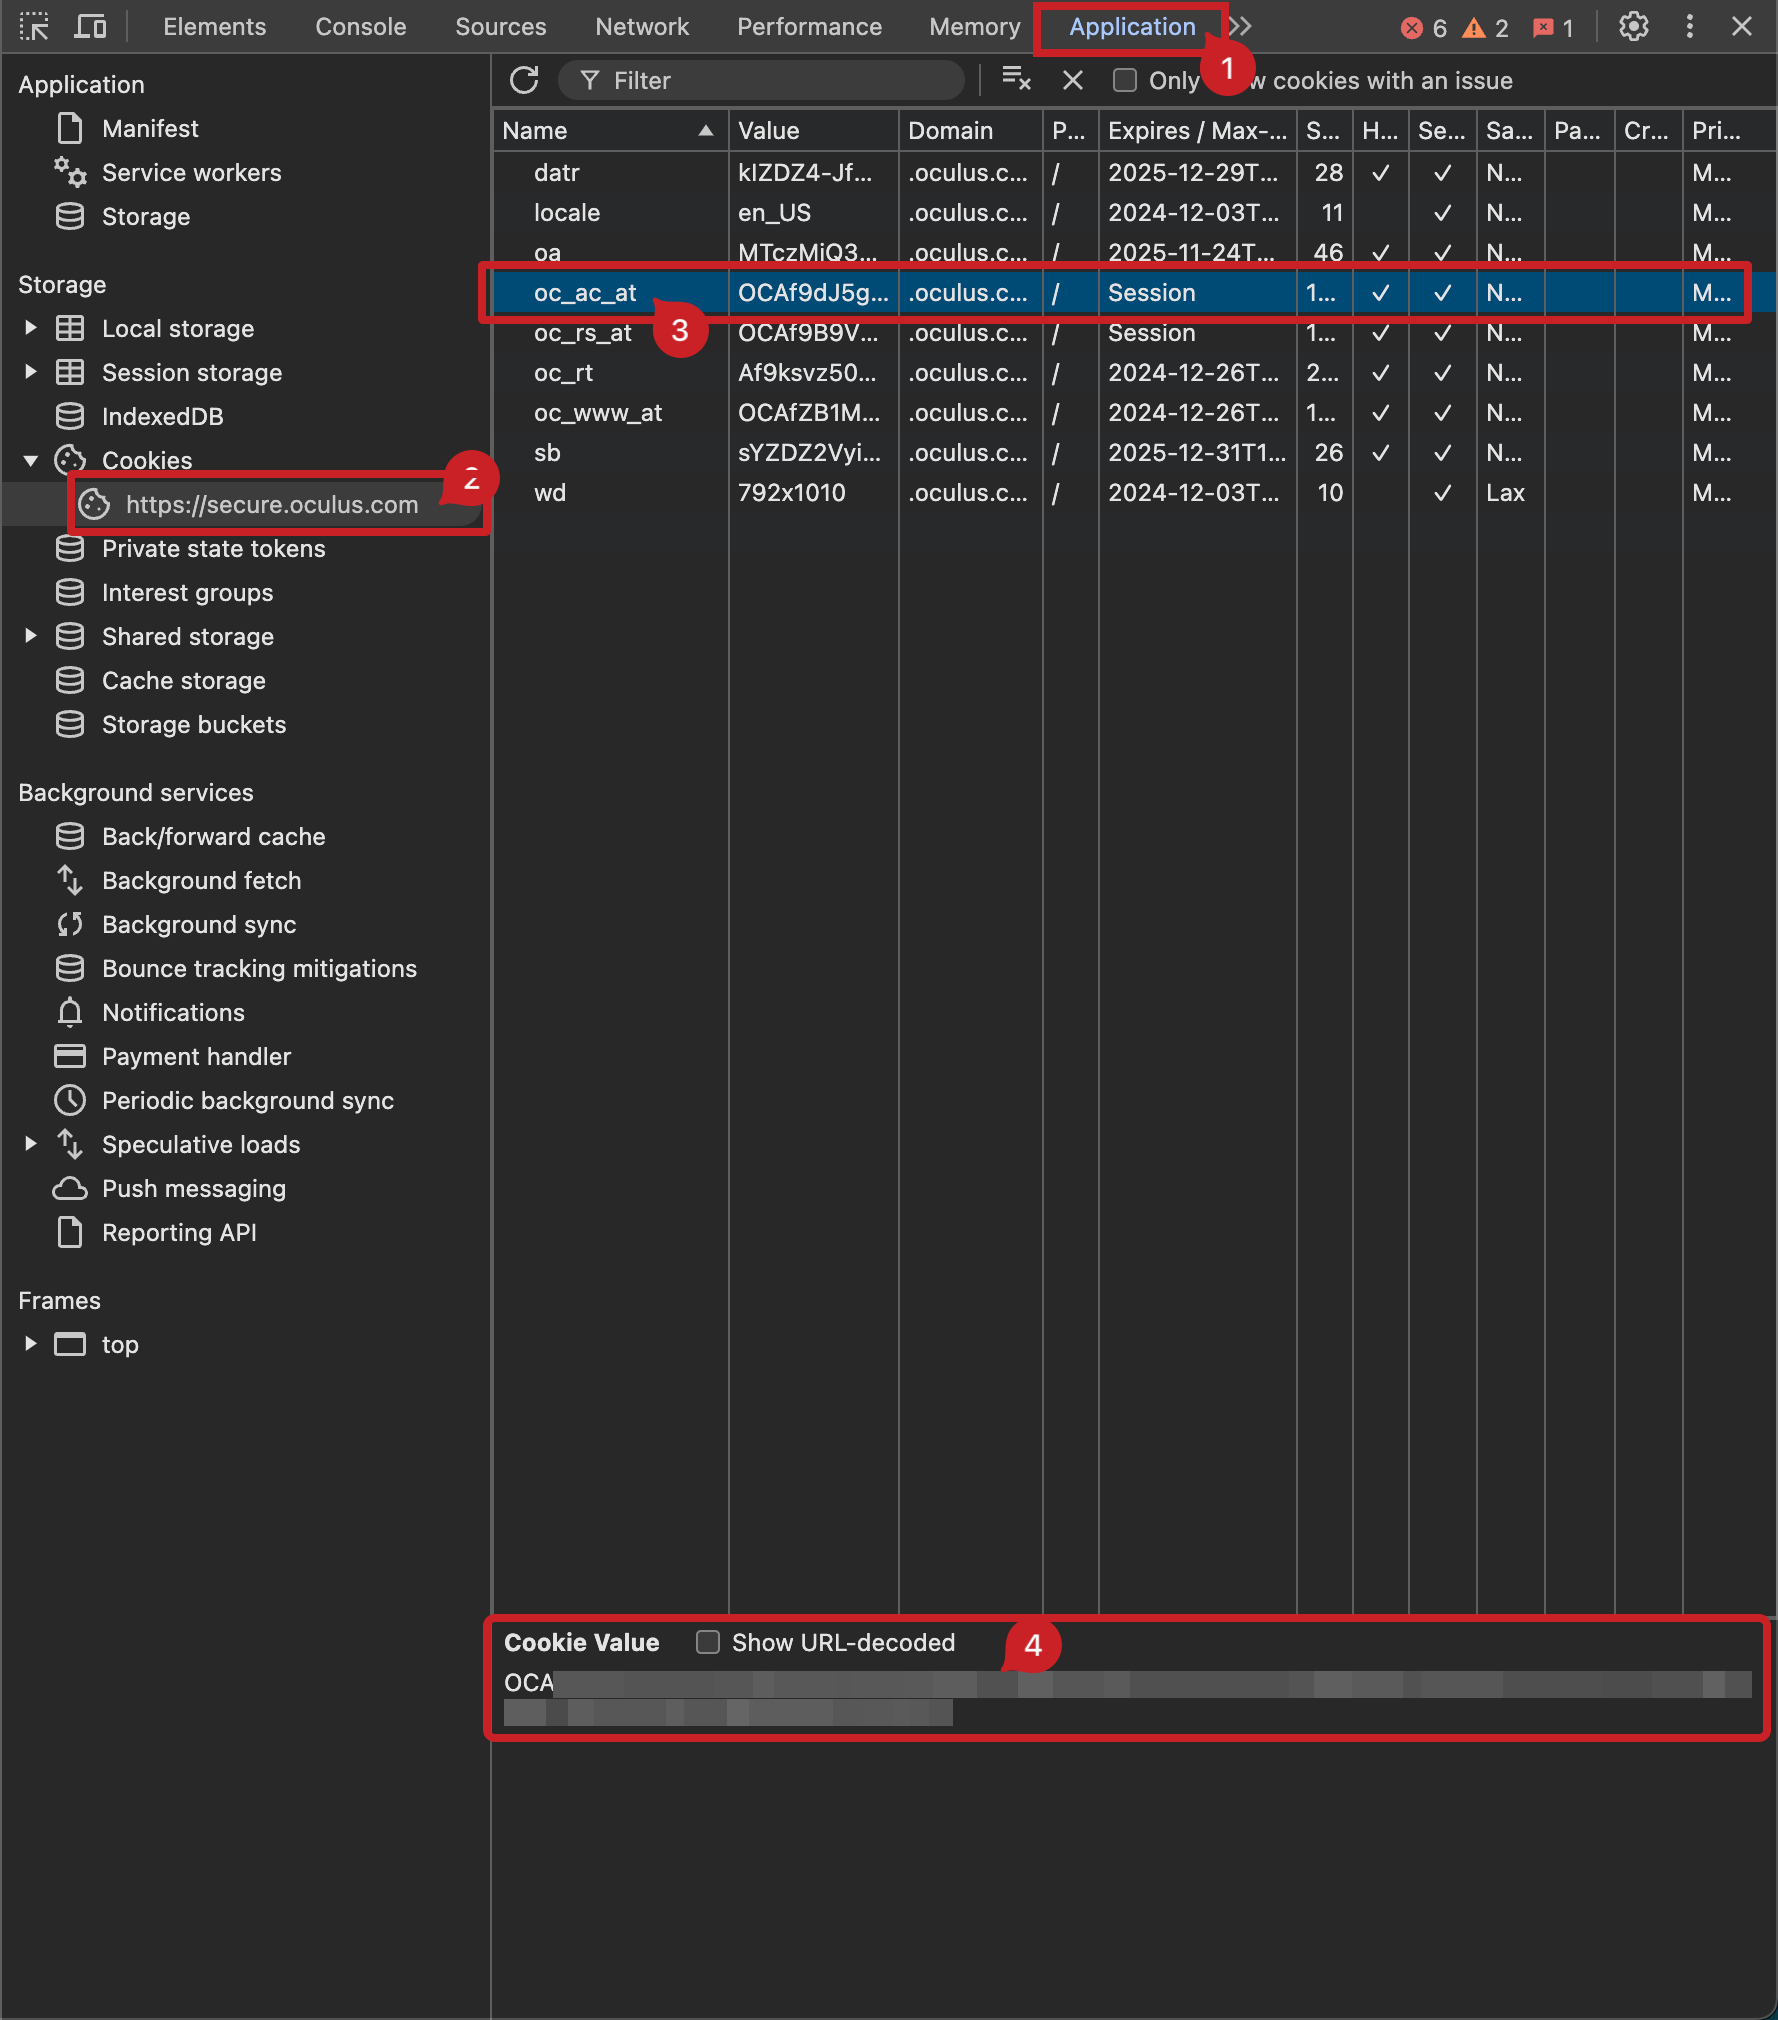 Elements Console Sources Network Performance Memory Application 6 2 1
1
Filter Only w cookies with an issue
Application
Manifest
Service workers
Storage
Storage
Local storage
Session storage
IndexedDB
Cookies
2
https://secure.oculus.com
Private state tokens
Interest groups
Shared storage
Cache storage
Storage buckets
Background services
Back/forward cache
Background fetch
Background sync
Bounce tracking mitigations
Notifications
Payment handler
Periodic background sync
Speculative loads
Push messaging
Reporting API
Frames
top
Name Value Domain P... Expires / Max-... S... H... Se... Sa... Pa... Cr... Pri...
datr kIZDZ4-Jf... .oculus.c... / 2025-12-29T... 28 ✓ ✓ N... M...
locale en_US .oculus.c... / 2024-12-03T... 11 ✓ N... M...
oa MTczMiQ3... .oculus.c... / 2025-11-24T... 46 ✓ ✓ N... M...
oc_ac_at OCAf9dJ5g... .oculus.c... / Session 1... ✓ ✓ N... M...
3
oc_rs_at OCAf9B9V... .oculus.c... / Session 1... ✓ ✓ N... M...
oc_rt Af9ksvz50... .oculus.c... / 2024-12-26T... 2... ✓ ✓ N... M...
oc_www_at OCAfZB1M... .oculus.c... / 2024-12-26T... 1... ✓ ✓ N... M...
sb sYZDZ2Vyi... .oculus.c... / 2025-12-31T1... 26 ✓ ✓ N... M...
wd 792x1010 .oculus.c... / 2024-12-03T... 10 ✓ Lax M...
Cookie Value Show URL-decoded 4
OCA